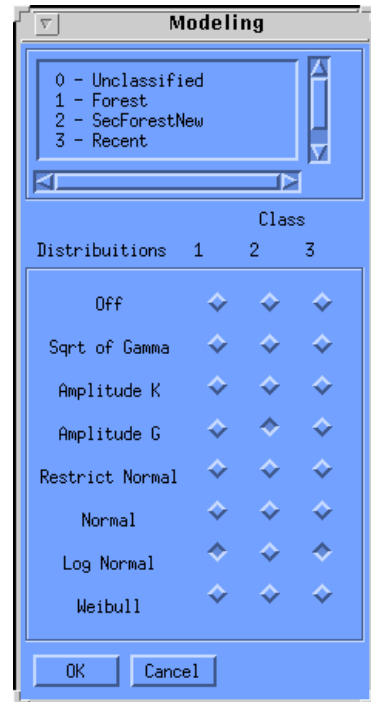 Modeling
0 - Unclassified
1 - Forest
2 - SecForestNew
3 - Recent
Class
Distribuitions 1 2 3
Off
Sqrt of Gamma
Amplitude K
Amplitude G
Restrict Normal
Normal
Log Normal
Weibull
OK Cancel